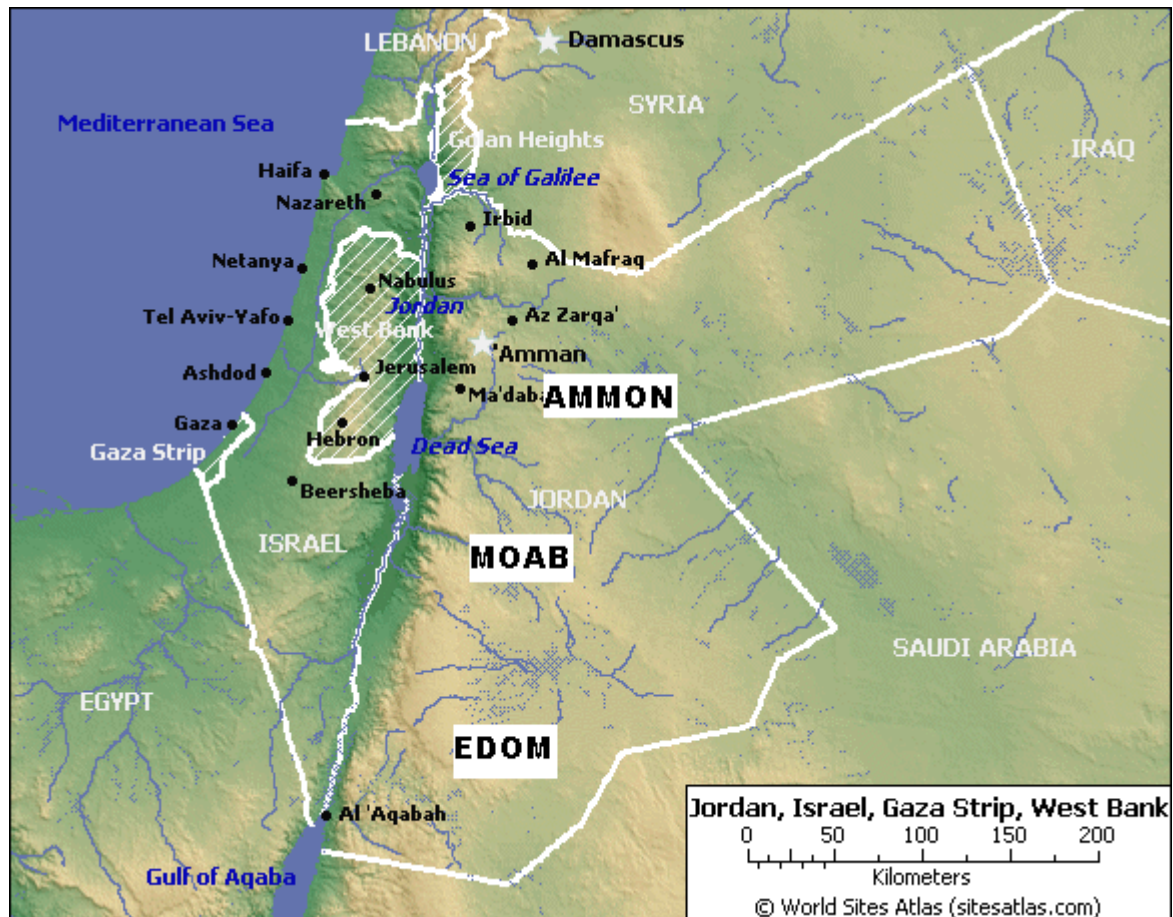 LEBANON
Damascus
SYRIA
Mediterranean Sea
Golan Heights
IRAQ
Haifa
Sea of Galilee
Nazareth
Irbid
Netanya
Al Mafraq
Nabulus
Jordan
Tel Aviv-Yafo
West Bank
Az Zarqa'
'Amman
Ashdod
Jerusalem
Ma'daba
AMMON
Gaza
Hebron
Gaza Strip
Dead Sea
Beersheba
JORDAN
ISRAEL
MOAB
SAUDI ARABIA
EGYPT
EDOM
Al 'Aqabah
Gulf of Aqaba
Jordan, Israel, Gaza Strip, West Bank
0 50 100 150 200
Kilometers
© World Sites Atlas (sitesatlas.com)